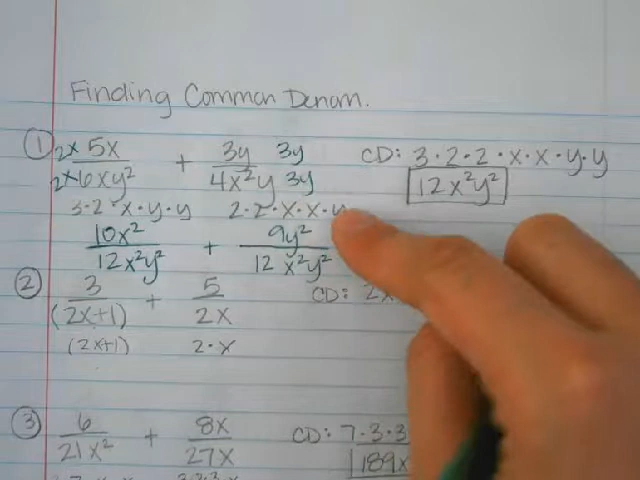 Finding Common Denom.
① 2x 5x + 3y 3y CD: 3·2·2·x·x·y·y
2x 6xy² 4x²y 3y 12x²y²
3·2·x·y·y 2·2·x·x·y
10x² + 9y²
12x²y² 12x²y²
② 3 + 5 CD: 2x
(2x+1) 2x
(2x+1) 2·x
③ 6 + 8x CD: 7·3·3
21x² 27x 189x